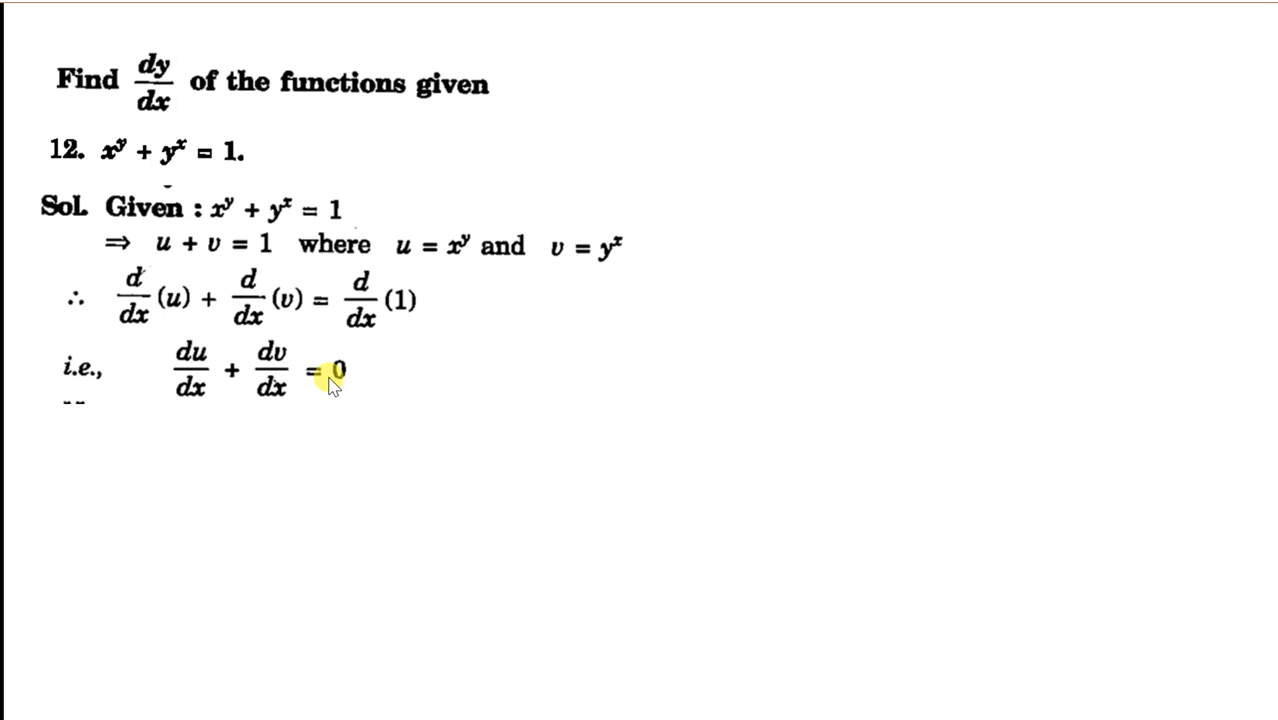 Find dy/dx of the functions given
12. x^y + y^x = 1.
Sol. Given : x^y + y^x = 1
⇒ u + v = 1 where u = x^y and v = y^x
∴ d/dx (u) + d/dx (v) = d/dx (1)
i.e., du/dx + dv/dx = 0